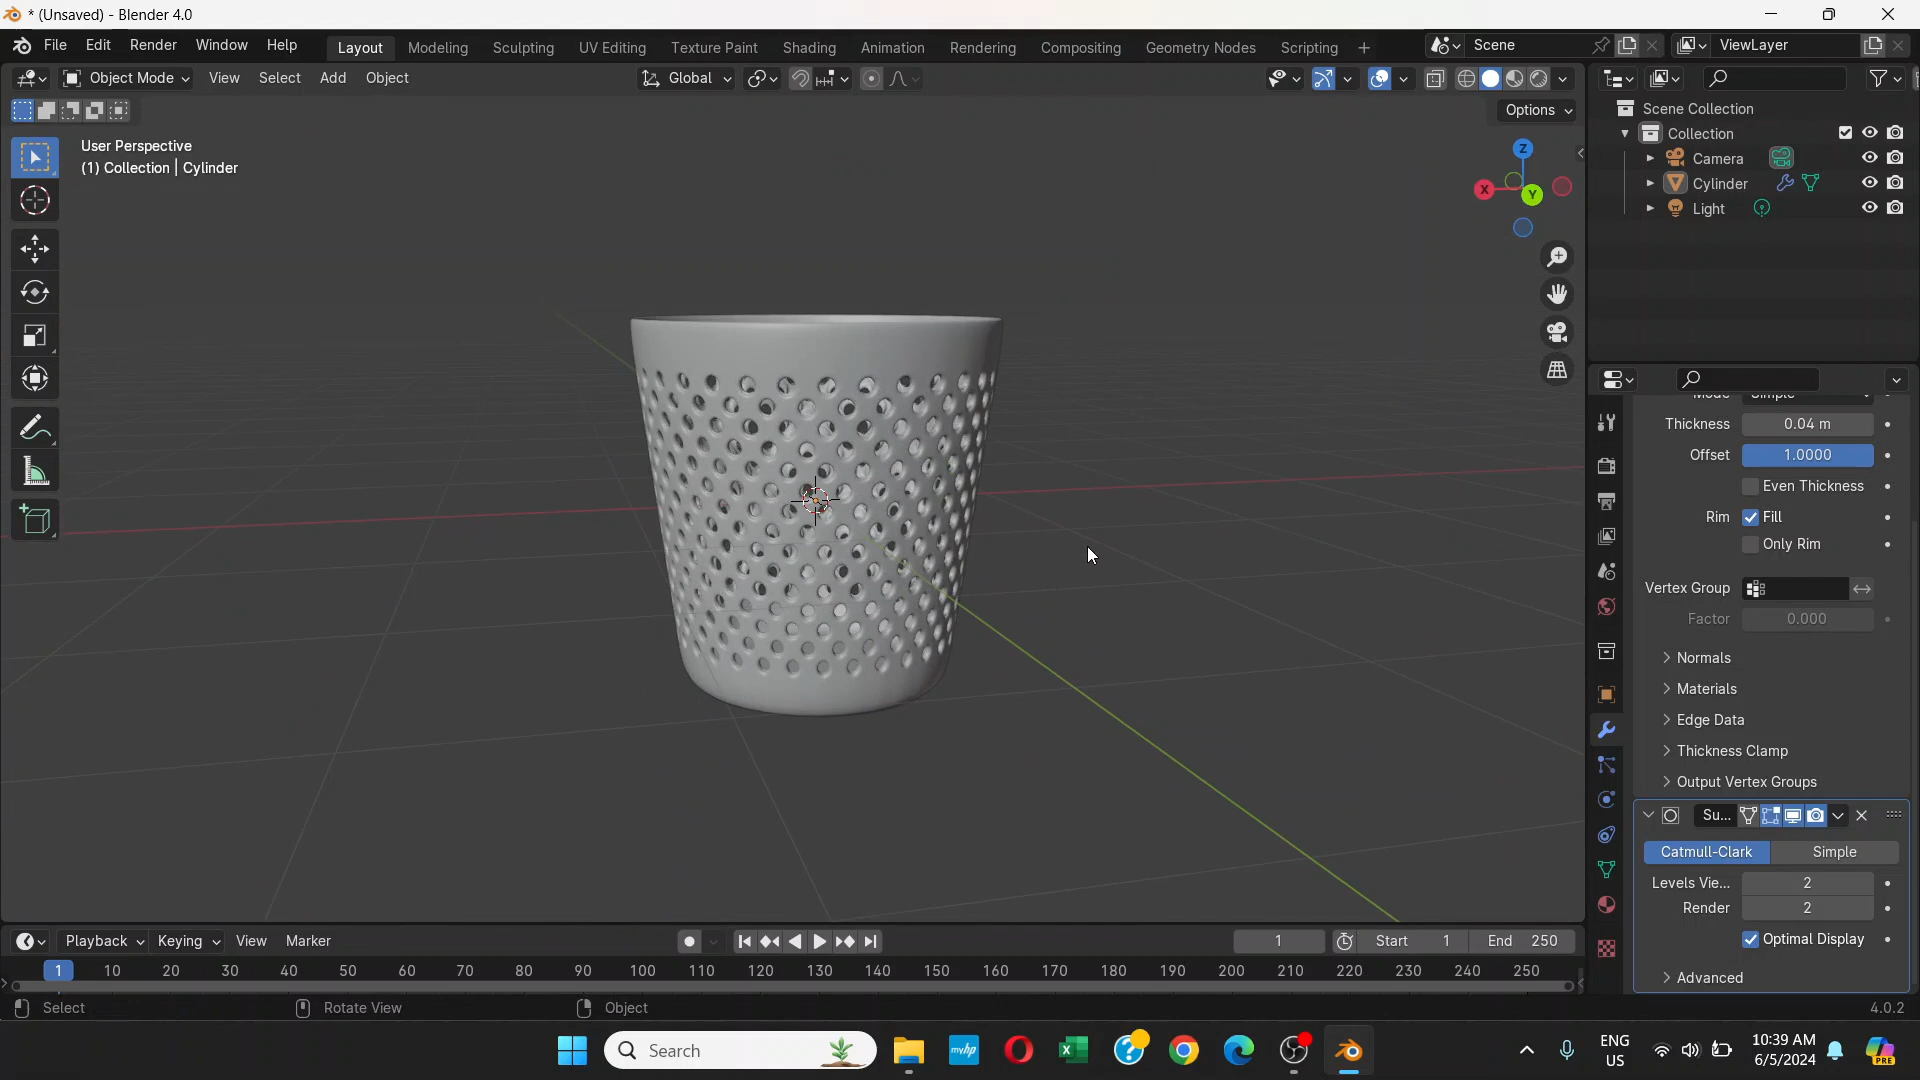 * (Unsaved) - Blender 4.0
File Edit Render Window Help Layout Modeling Sculpting UV Editing Texture Paint Shading Animation Rendering Compositing Geometry Nodes Scripting + Scene ViewLayer
Object Mode View Select Add Object Global
Options
User Perspective
(1) Collection | Cylinder
Z
X
Y
Scene Collection
Collection
Camera
Cylinder
Light
Thickness 0.04 m
Offset 1.0000
Even Thickness
Rim Fill
Only Rim
Vertex Group
Factor 0.000
Normals
Materials
Edge Data
Thickness Clamp
Output Vertex Groups
Su...
Catmull-Clark Simple
Levels Vie... 2
Render 2
Optimal Display
Advanced
Playback Keying View Marker 1 Start 1 End 250
1 10 20 30 40 50 60 70 80 90 100 110 120 130 140 150 160 170 180 190 200 210 220 230 240 250
Select Rotate View Object 4.0.2
Search myhp ENG US 10:39 AM 6/5/2024 PRE